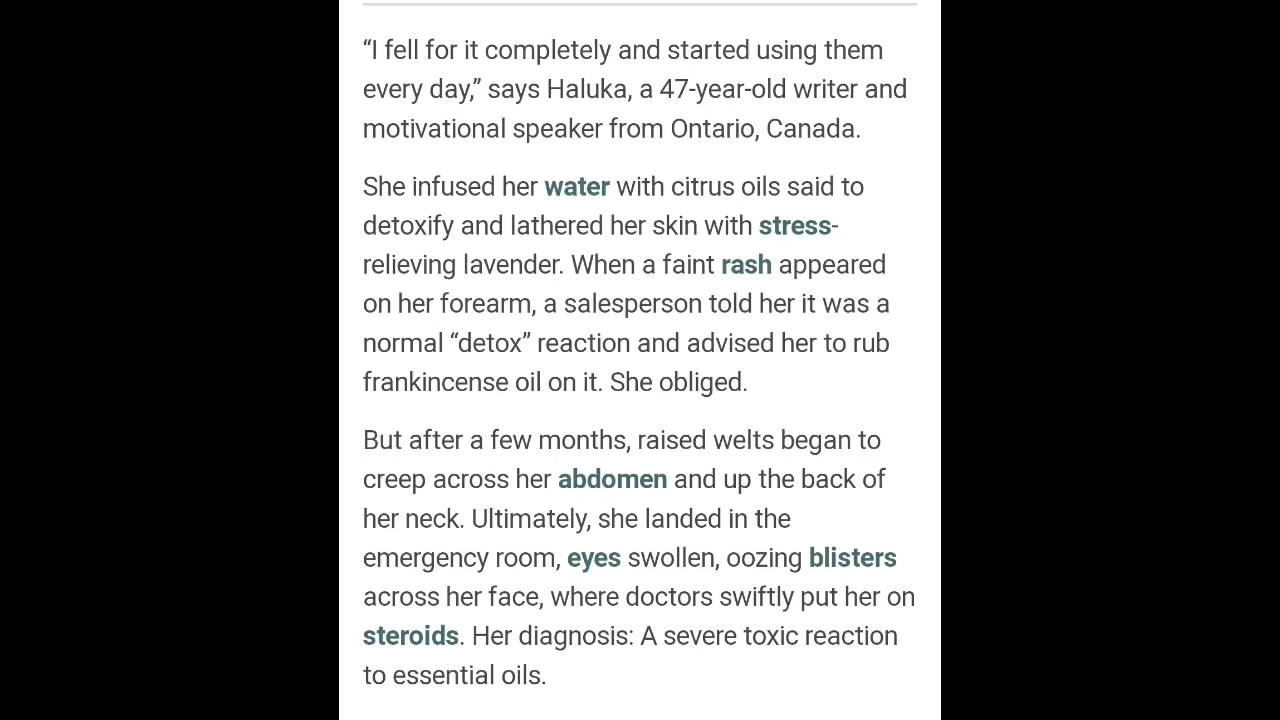 “I fell for it completely and started using them
every day,” says Haluka, a 47-year-old writer and
motivational speaker from Ontario, Canada.
She infused her water with citrus oils said to
detoxify and lathered her skin with stress-
relieving lavender. When a faint rash appeared
on her forearm, a salesperson told her it was a
normal “detox” reaction and advised her to rub
frankincense oil on it. She obliged.
But after a few months, raised welts began to
creep across her abdomen and up the back of
her neck. Ultimately, she landed in the
emergency room, eyes swollen, oozing blisters
across her face, where doctors swiftly put her on
steroids. Her diagnosis: A severe toxic reaction
to essential oils.